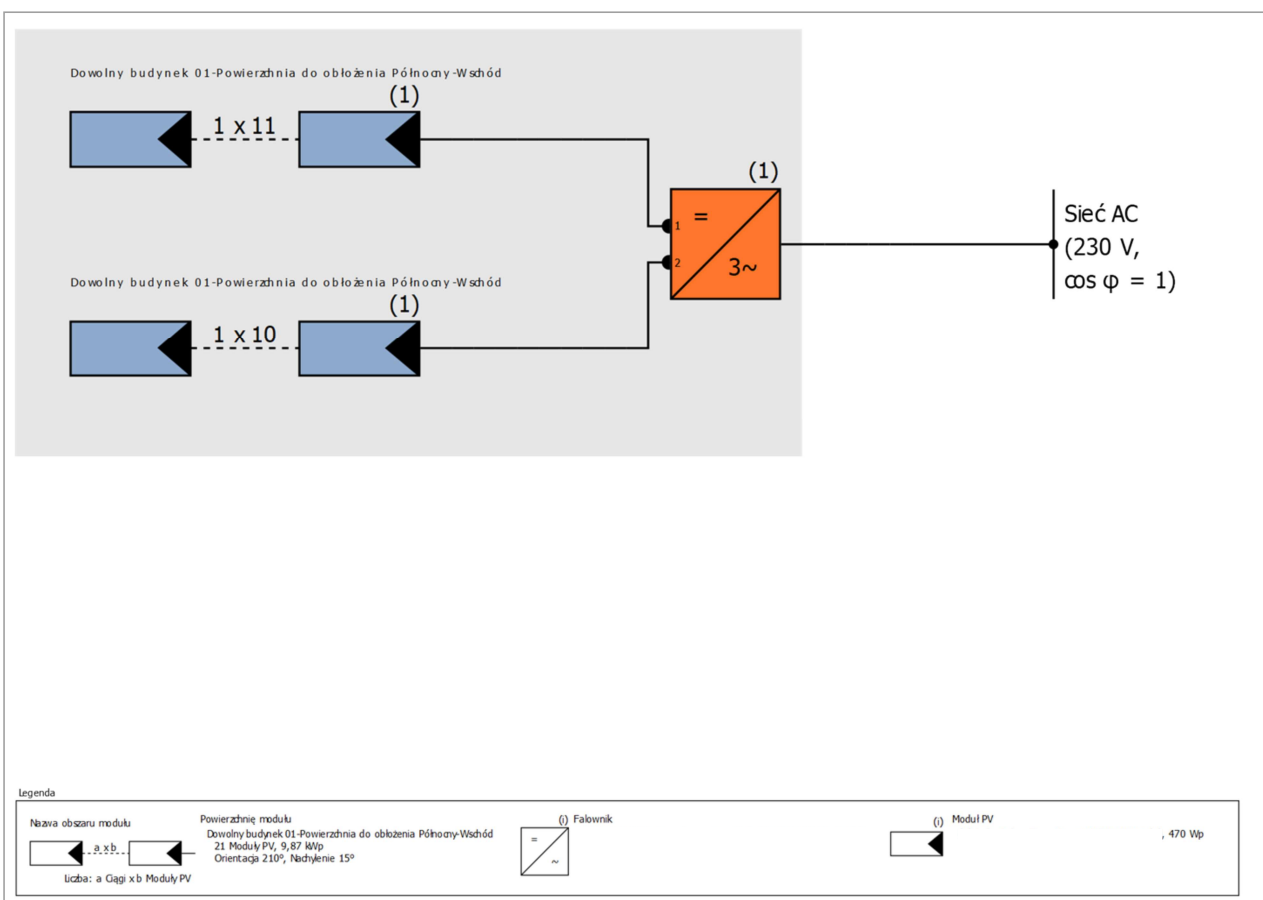 Dowolny budynek 01-Powierzchnia do obłożenia Północny-Wschód
(1)
1 x 11
(1)
1
=
2
3~
Sieć AC
(230 V,
cos φ = 1)
Dowolny budynek 01-Powierzchnia do obłożenia Północny-Wschód
(1)
1 x 10
Legenda
Nazwa obszaru modułu
a x b
Liczba: a Ciągi x b Moduły PV
Powierzchnię modułu
Dowolny budynek 01-Powierzchnia do obłożenia Północny-Wschód
21 Moduły PV, 9,87 kWp
Orientacja 210°, Nachylenie 15°
(i) Falownik
=
~
(i) Moduł PV
, 470 Wp